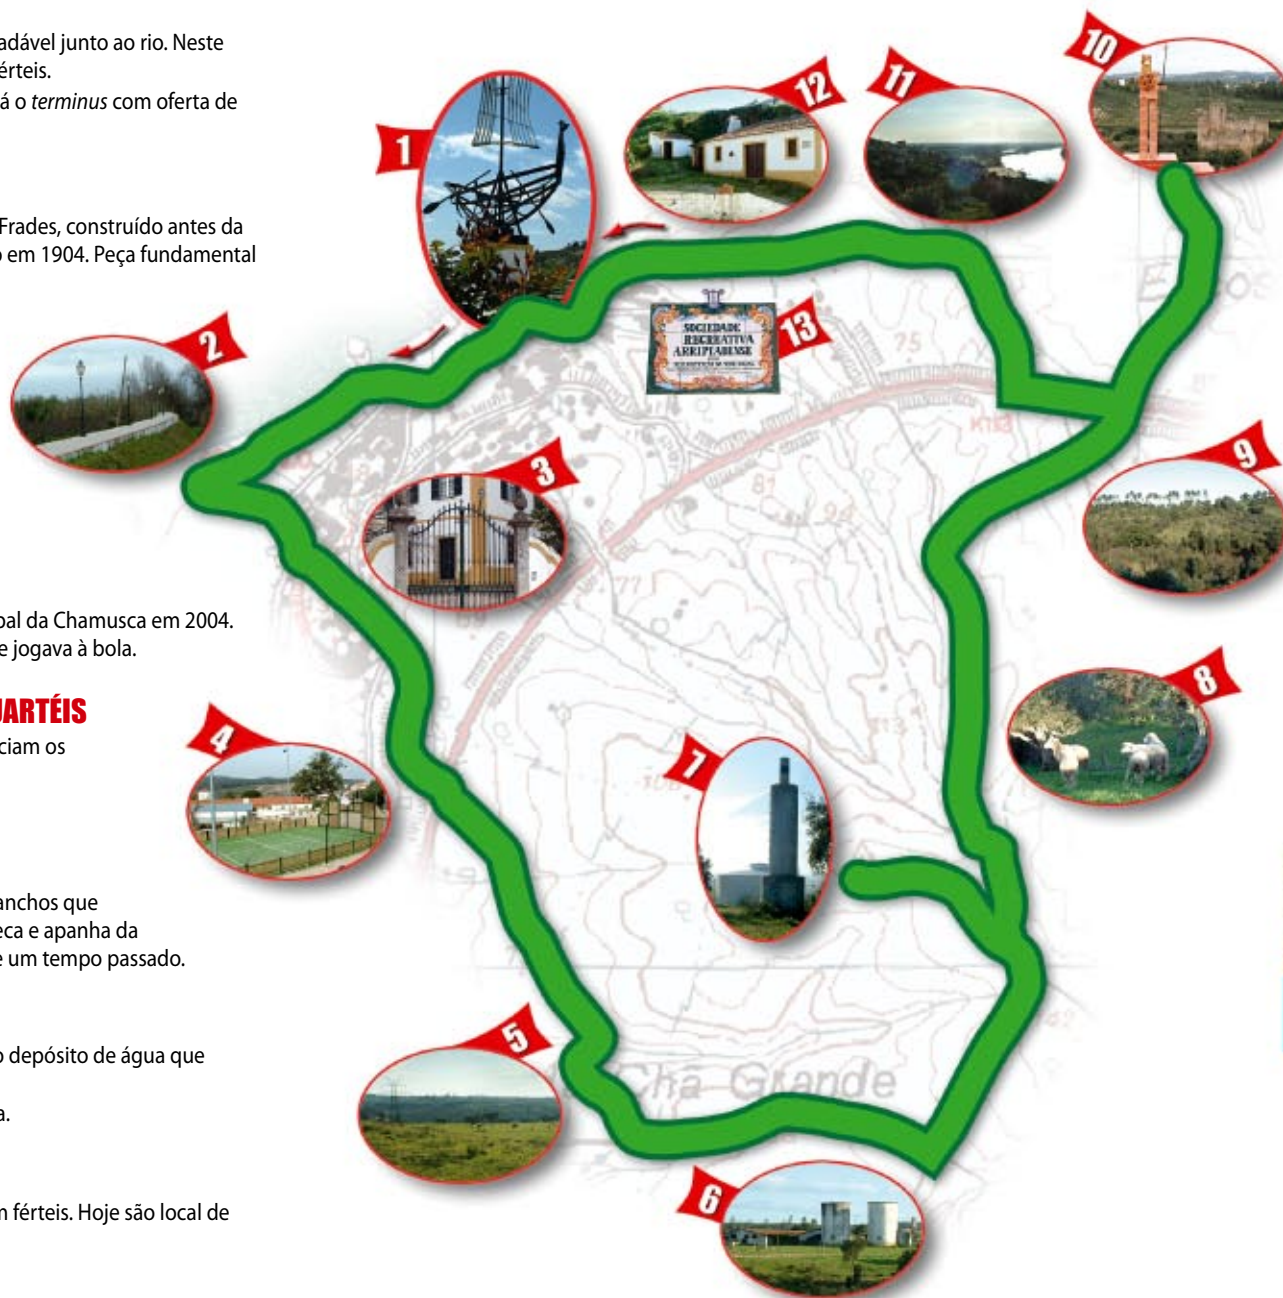 adável junto ao rio. Neste
érteis.
á o terminus com oferta de
Frades, construído antes da
o em 1904. Peça fundamental
pal da Chamusca em 2004.
e jogava à bola.
UARTÉIS
ciam os
anchos que
eca e apanha da
e um tempo passado.
o depósito de água que
a.
m férteis. Hoje são local de
1
2
3
4
5
6
7
8
9
10
11
12
13
SOCIEDADE
RECREATIVA
ARRIPIADENSE
75
81
94
77
Chã Grande